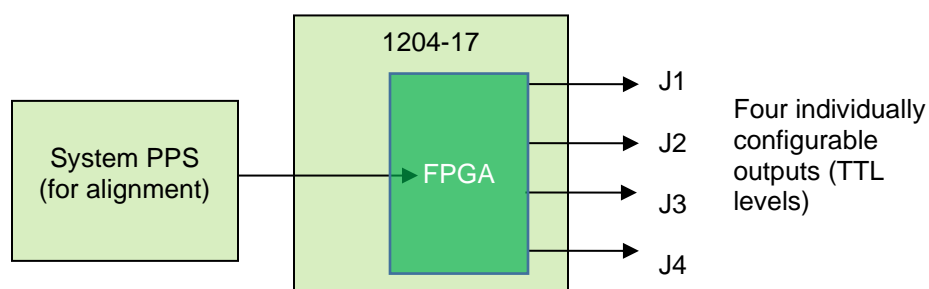 1204-17
System PPS
(for alignment)
FPGA
J1
J2
J3
J4
Four individually
configurable
outputs (TTL
levels)